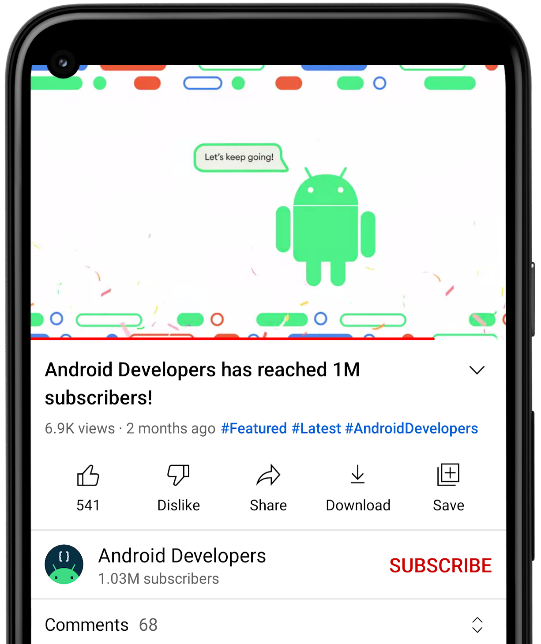 Let's keep going!
Android Developers has reached 1M
subscribers!
6.9K views · 2 months ago #Featured #Latest #AndroidDevelopers
541 Dislike Share Download Save
Android Developers
1.03M subscribers
SUBSCRIBE
Comments 68